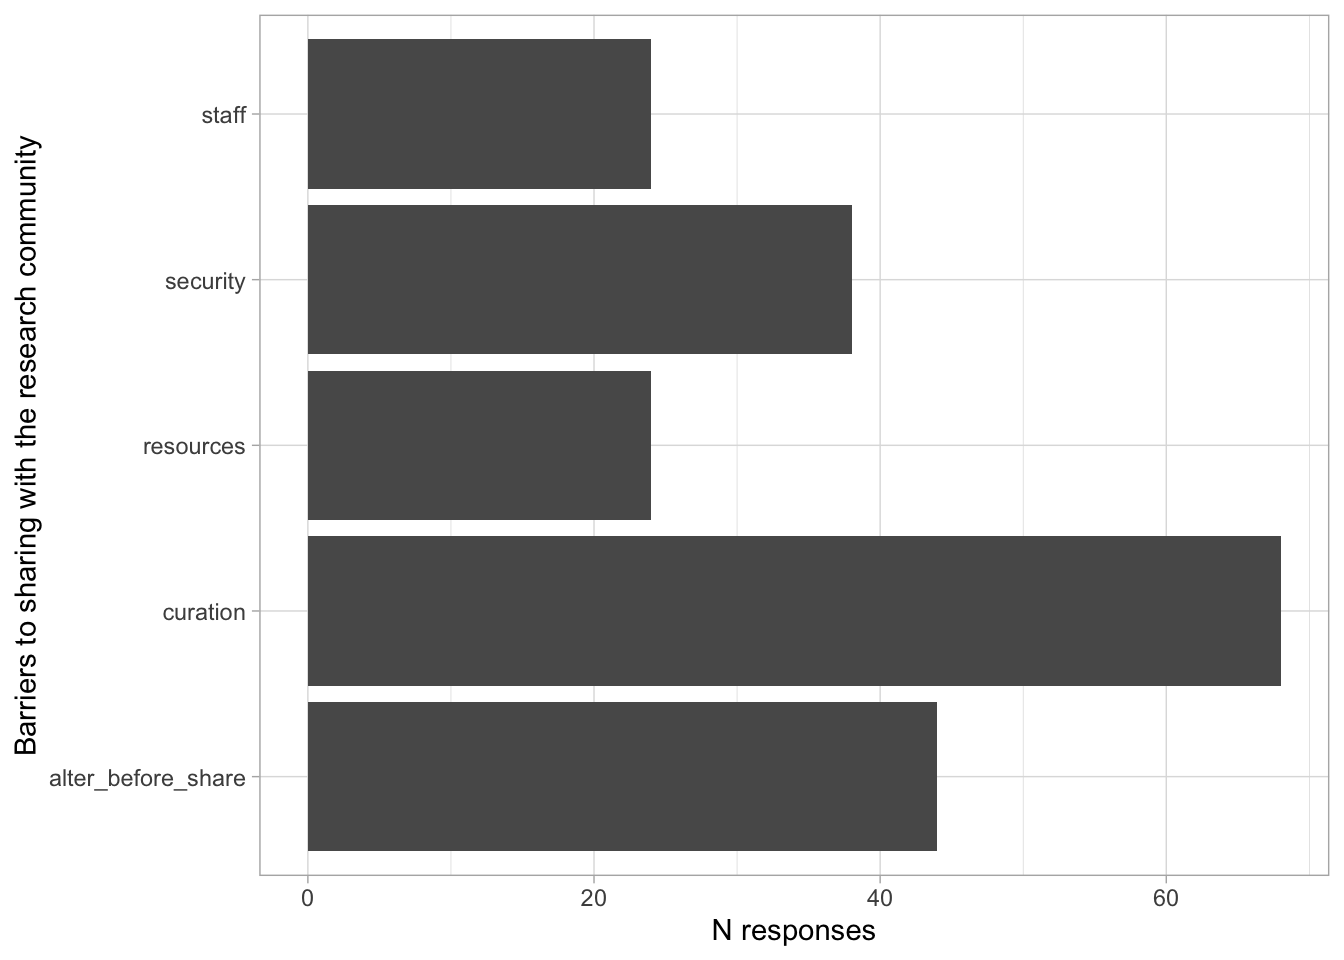 Barriers to sharing with the research community
staff
security
resources
curation
alter_before_share
0 20 40 60
N responses